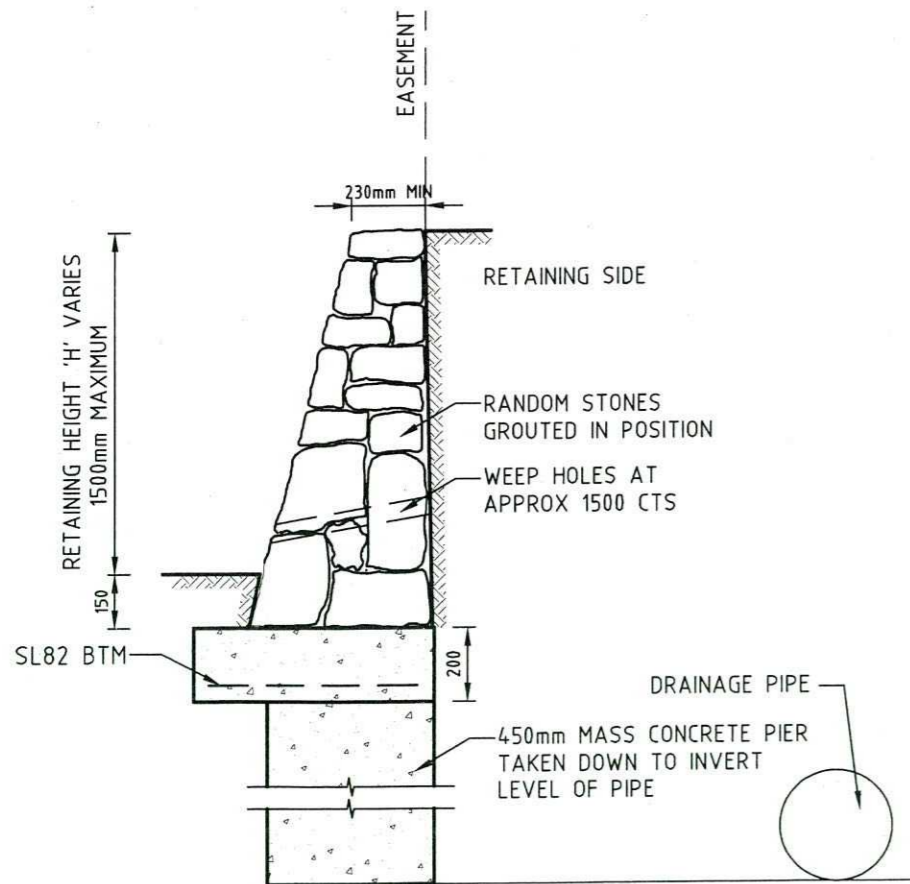 EASEMENT
230mm MIN
RETAINING SIDE
RETAINING HEIGHT 'H' VARIES
1500mm MAXIMUM
RANDOM STONES
GROUTED IN POSITION
WEEP HOLES AT
APPROX 1500 CTS
150
SL82 BTM
200
DRAINAGE PIPE
450mm MASS CONCRETE PIER
TAKEN DOWN TO INVERT
LEVEL OF PIPE